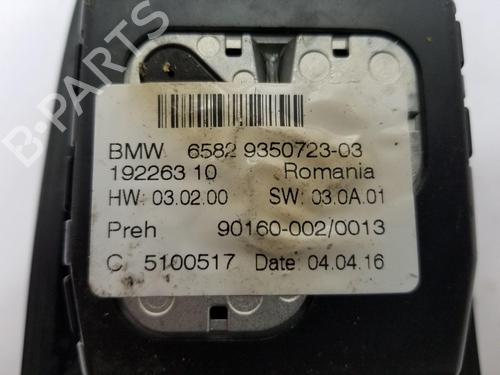 B-PARTS
BMW 6582 9350723-03
192263 10 Romania
HW: 03.02.00 SW: 03.0A.01
Preh 90160-002/0013
C 5100517 Date: 04.04.16